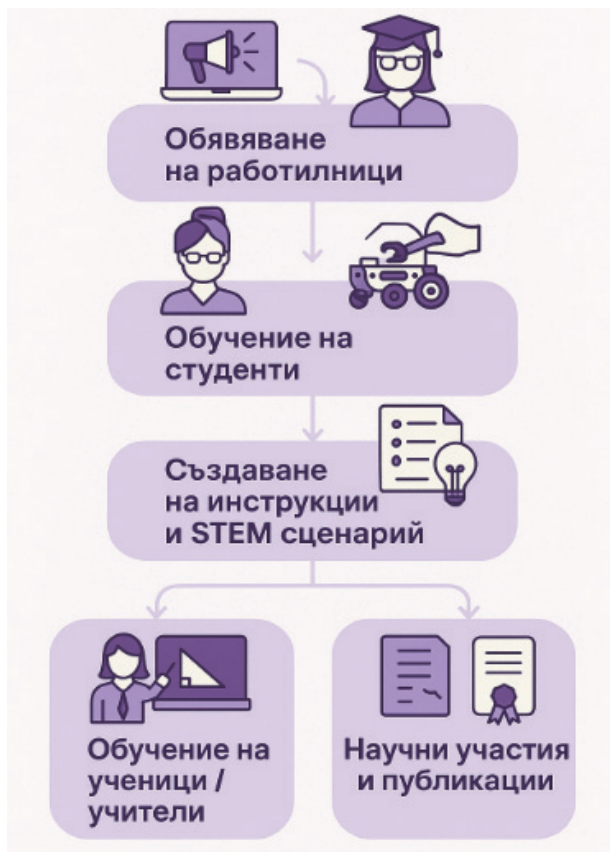 Обявяване
на работилници
Обучение на
студенти
Създаване
на инструкции
и STEM сценарий
Обучение на
ученици /
учители
Научни участия
и публикации